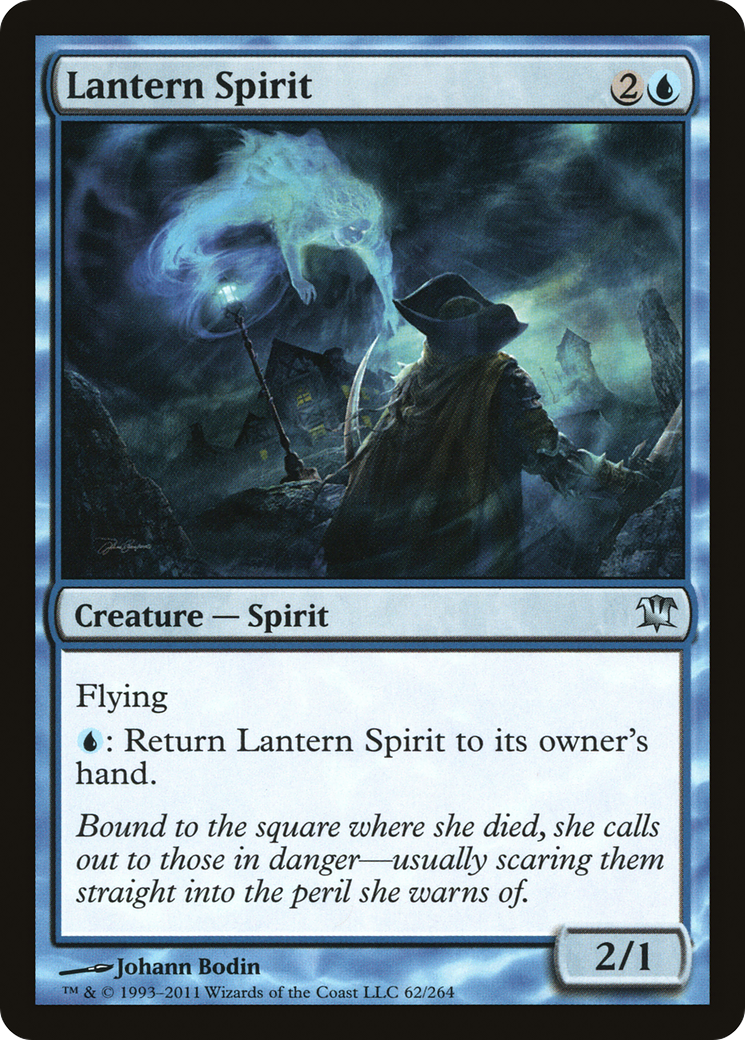 Lantern Spirit 2
Creature — Spirit
Flying
: Return Lantern Spirit to its owner's
hand.
Bound to the square where she died, she calls
out to those in danger—usually scaring them
straight into the peril she warns of.
2/1
Johann Bodin
™ & © 1993–2011 Wizards of the Coast LLC 62/264